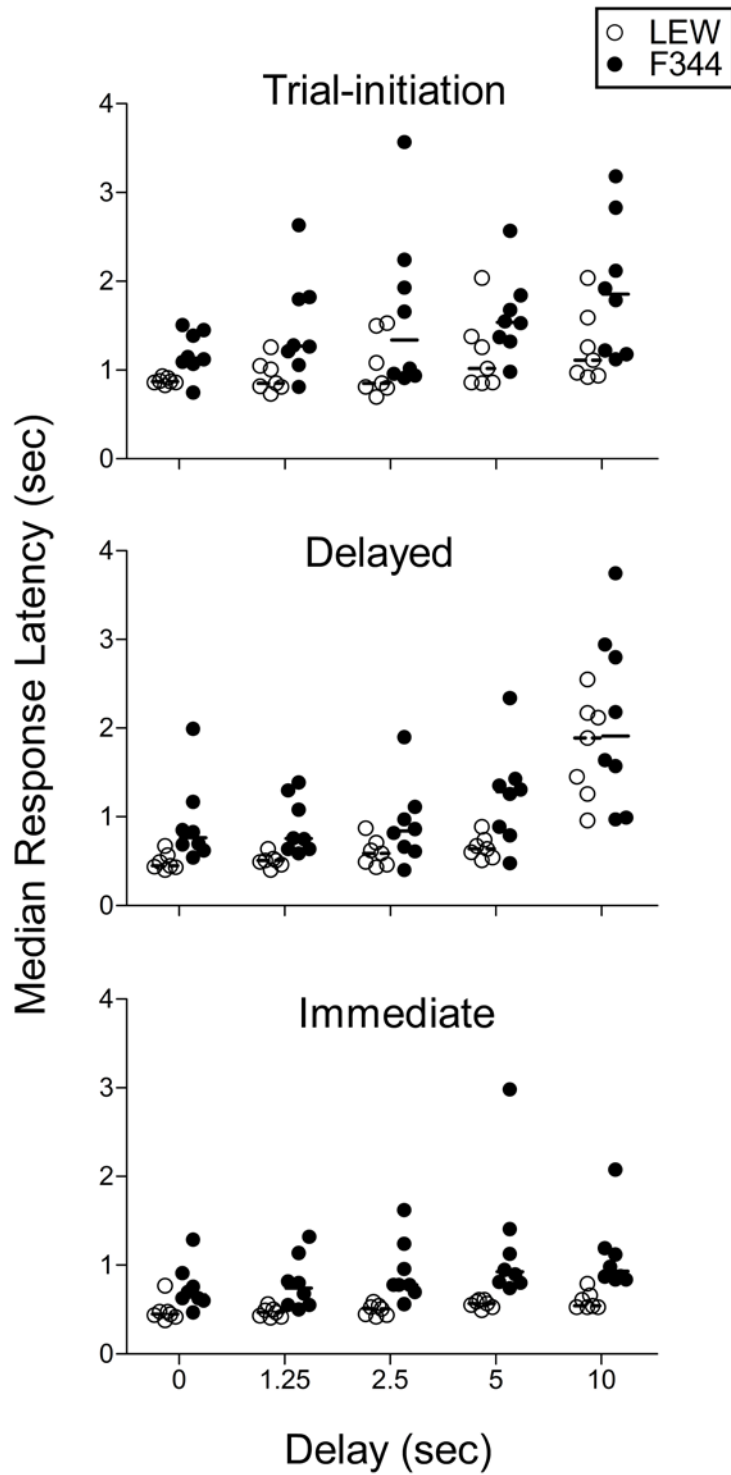 LEW
F344
Trial-initiation
4
3
2
1
0
Delayed
4
3
2
1
0
Immediate
4
3
2
1
0
0 1.25 2.5 5 10
Delay (sec)
Median Response Latency (sec)